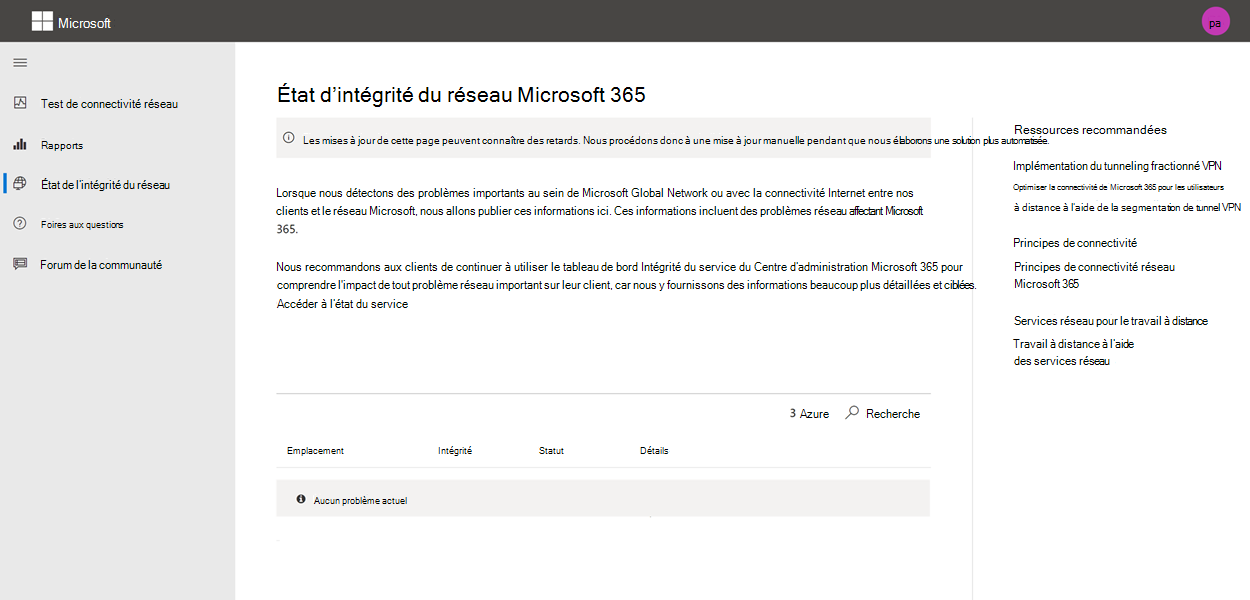 Microsoft
pa
Test de connectivité réseau
Rapports
État de l'intégrité du réseau
Foires aux questions
Forum de la communauté
État d'intégrité du réseau Microsoft 365
Les mises à jour de cette page peuvent connaître des retards. Nous procédons donc à une mise à jour manuelle pendant que nous élaborons une solution plus automatisée.
Lorsque nous détectons des problèmes importants au sein de Microsoft Global Network ou avec la connectivité Internet entre nos
clients et le réseau Microsoft, nous allons publier ces informations ici. Ces informations incluent des problèmes réseau affectant Microsoft
365.
Nous recommandons aux clients de continuer à utiliser le tableau de bord Intégrité du service du Centre d'administration Microsoft 365 pour
comprendre l'impact de tout problème réseau important sur leur client, car nous y fournissons des informations beaucoup plus détaillées et ciblées.
Accéder à l'état du service
3 Azure
Recherche
Emplacement Intégrité Statut Détails
Aucun problème actuel
Ressources recommandées
Implémentation du tunneling fractionné VPN
Optimiser la connectivité de Microsoft 365 pour les utilisateurs
à distance à l'aide de la segmentation de tunnel VPN
Principes de connectivité
Principes de connectivité réseau
Microsoft 365
Services réseau pour le travail à distance
Travail à distance à l'aide
des services réseau